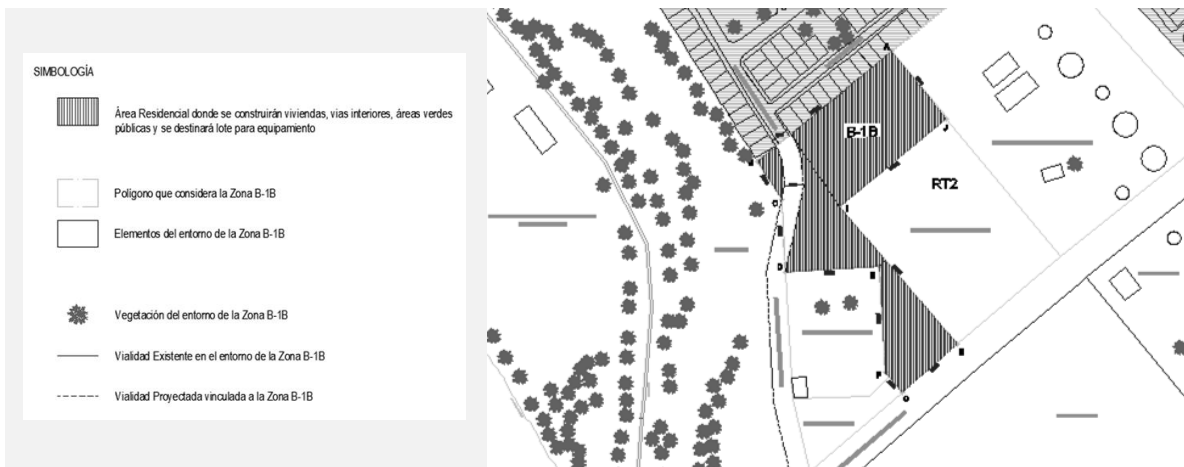 SIMBOLOGÍA
Área Residencial donde se construirán viviendas, vias interiores, áreas verdes
públicas y se destinará lote para equipamiento
Polígono que considera la Zona B-1B
Elementos del entorno de la Zona B-1B
Vegetación del entorno de la Zona B-1B
Vialidad Existente en el entorno de la Zona B-1B
Vialidad Proyectada vinculada a la Zona B-1B
A
B-1B
J
RT2
I
D